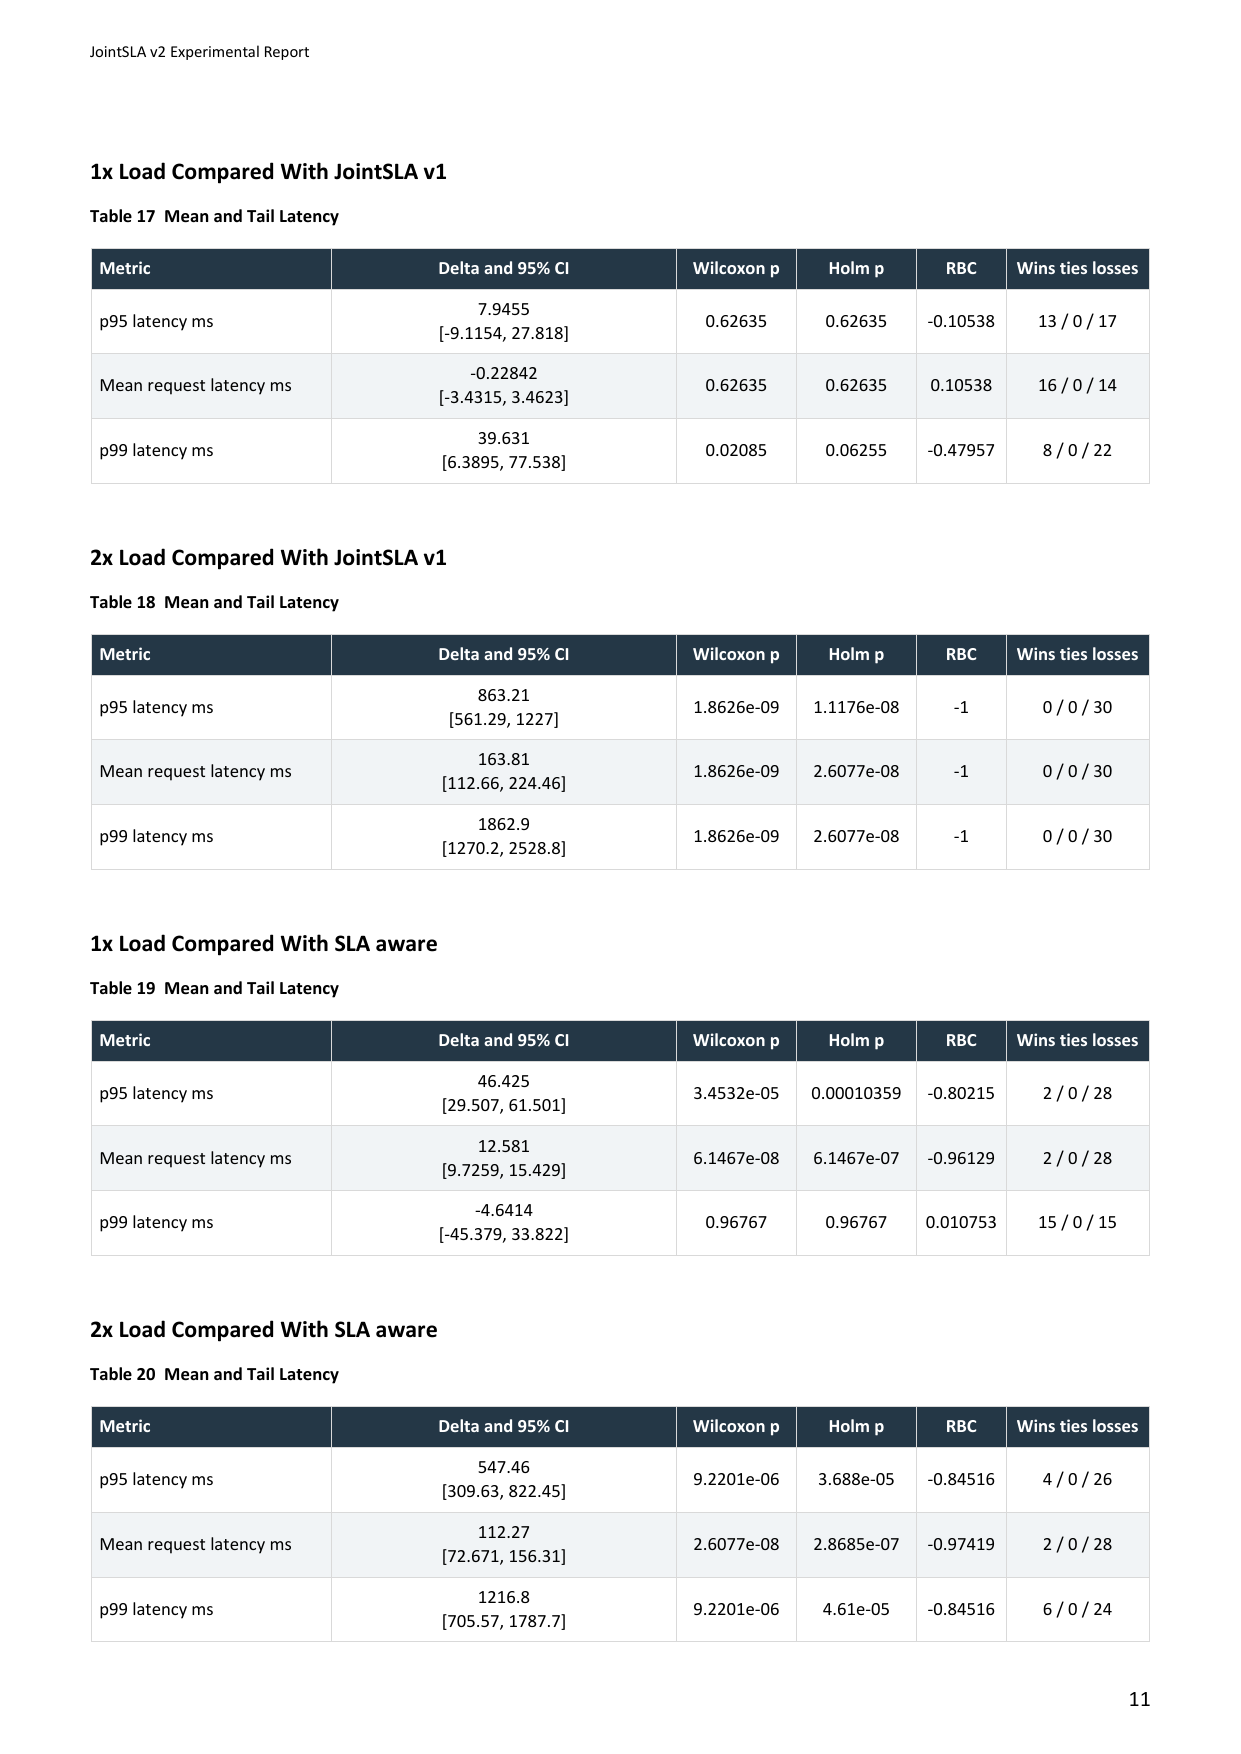 JointSLA v2 Experimental Report
1x Load Compared With JointSLA v1
Table 17  Mean and Tail Latency
Metric Delta and 95% CI Wilcoxon p Holm p RBC Wins ties losses
p95 latency ms 7.9455 [-9.1154, 27.818] 0.62635 0.62635 -0.10538 13 / 0 / 17
Mean request latency ms -0.22842 [-3.4315, 3.4623] 0.62635 0.62635 0.10538 16 / 0 / 14
p99 latency ms 39.631 [6.3895, 77.538] 0.02085 0.06255 -0.47957 8 / 0 / 22
2x Load Compared With JointSLA v1
Table 18  Mean and Tail Latency
Metric Delta and 95% CI Wilcoxon p Holm p RBC Wins ties losses
p95 latency ms 863.21 [561.29, 1227] 1.8626e-09 1.1176e-08 -1 0 / 0 / 30
Mean request latency ms 163.81 [112.66, 224.46] 1.8626e-09 2.6077e-08 -1 0 / 0 / 30
p99 latency ms 1862.9 [1270.2, 2528.8] 1.8626e-09 2.6077e-08 -1 0 / 0 / 30
1x Load Compared With SLA aware
Table 19  Mean and Tail Latency
Metric Delta and 95% CI Wilcoxon p Holm p RBC Wins ties losses
p95 latency ms 46.425 [29.507, 61.501] 3.4532e-05 0.00010359 -0.80215 2 / 0 / 28
Mean request latency ms 12.581 [9.7259, 15.429] 6.1467e-08 6.1467e-07 -0.96129 2 / 0 / 28
p99 latency ms -4.6414 [-45.379, 33.822] 0.96767 0.96767 0.010753 15 / 0 / 15
2x Load Compared With SLA aware
Table 20  Mean and Tail Latency
Metric Delta and 95% CI Wilcoxon p Holm p RBC Wins ties losses
p95 latency ms 547.46 [309.63, 822.45] 9.2201e-06 3.688e-05 -0.84516 4 / 0 / 26
Mean request latency ms 112.27 [72.671, 156.31] 2.6077e-08 2.8685e-07 -0.97419 2 / 0 / 28
p99 latency ms 1216.8 [705.57, 1787.7] 9.2201e-06 4.61e-05 -0.84516 6 / 0 / 24
11